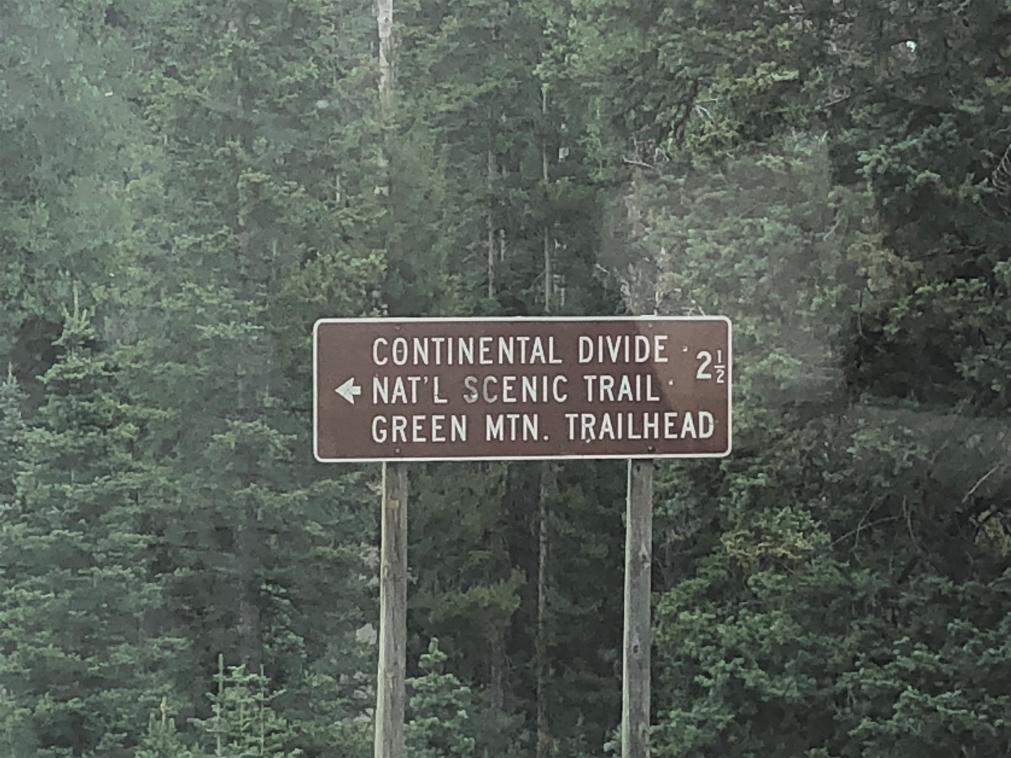 CONTINENTAL DIVIDE 2½
← NAT'L SCENIC TRAIL
GREEN MTN. TRAILHEAD